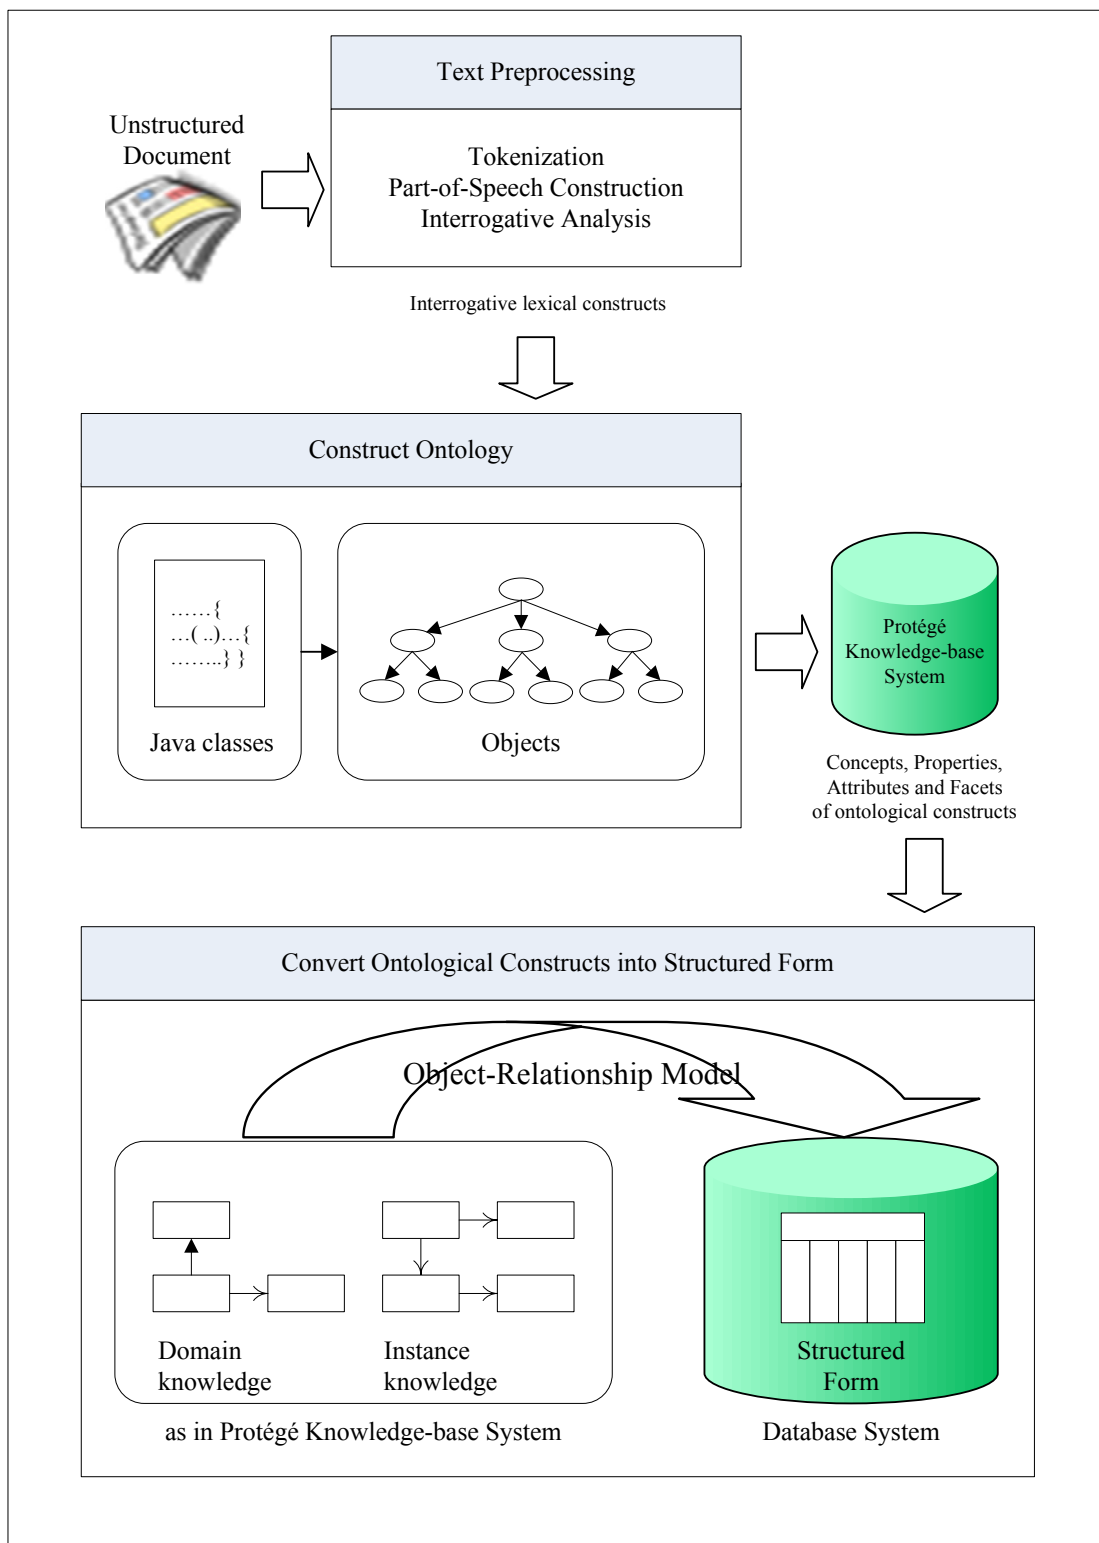 Text Preprocessing
Unstructured
Document
Tokenization
Part-of-Speech Construction
Interrogative Analysis
Interrogative lexical constructs
Construct Ontology
……{
…( ..)…{
……..} }
Java classes
Objects
Protégé
Knowledge-base
System
Concepts, Properties,
Attributes and Facets
of ontological constructs
Convert Ontological Constructs into Structured Form
Object-Relationship Model
Domain
knowledge
Instance
knowledge
Structured
Form
as in Protégé Knowledge-base System
Database System